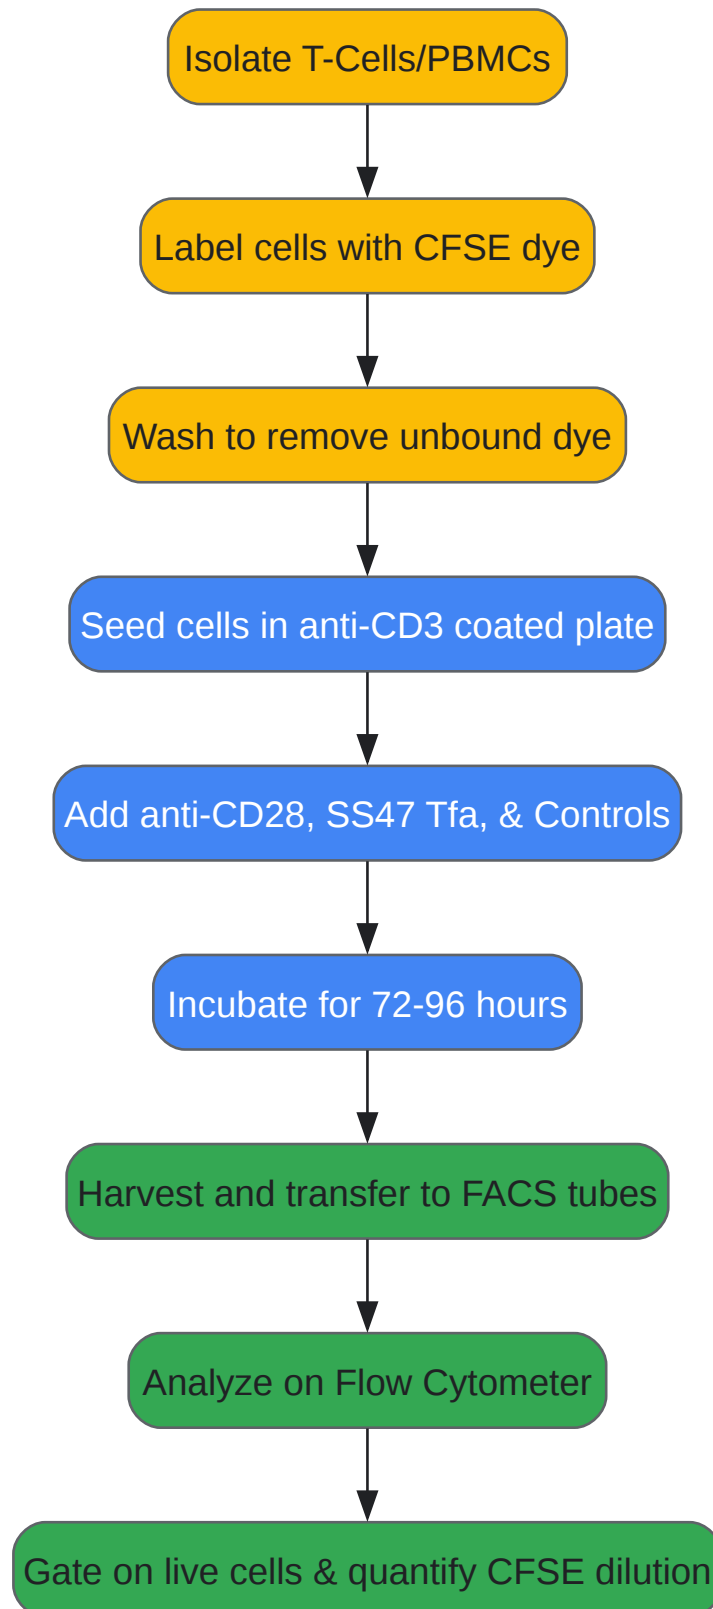 Isolate T-Cells/PBMCs
Label cells with CFSE dye
Wash to remove unbound dye
Seed cells in anti-CD3 coated plate
Add anti-CD28, SS47 Tfa, & Controls
Incubate for 72-96 hours
Harvest and transfer to FACS tubes
Analyze on Flow Cytometer
Gate on live cells & quantify CFSE dilution